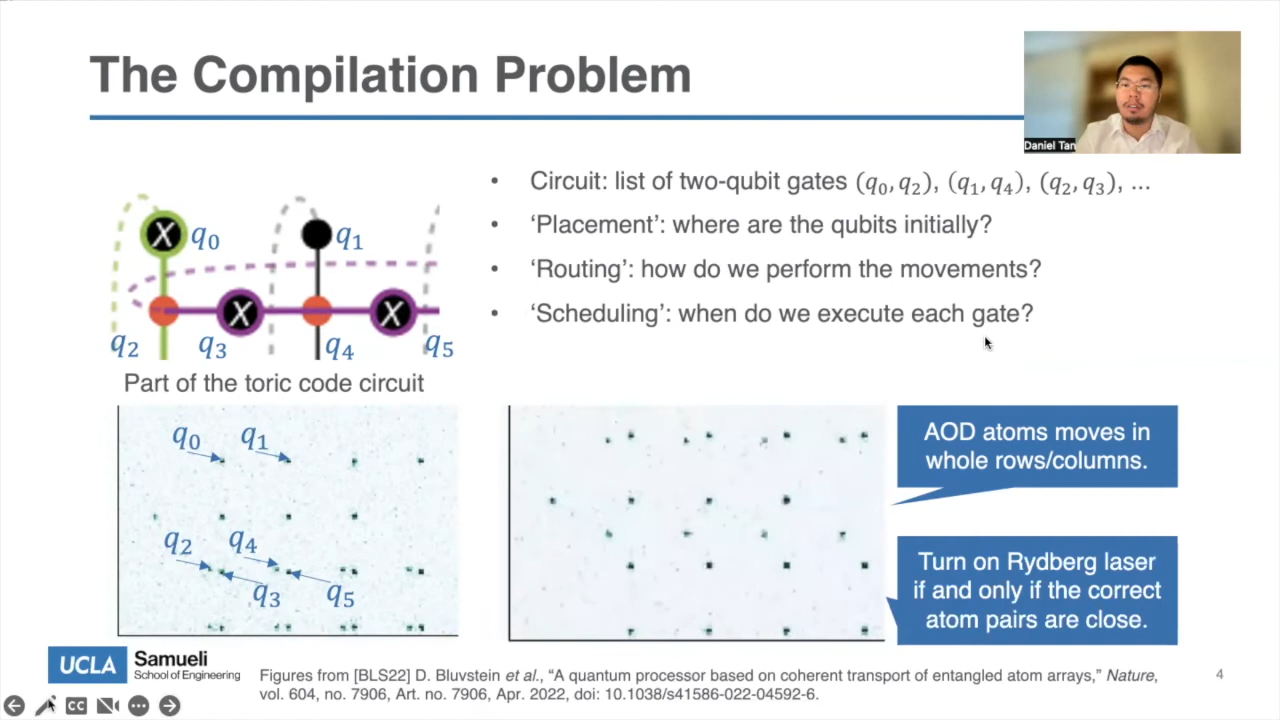 The Compilation Problem
Daniel Tan
• Circuit: list of two-qubit gates (q₀, q₂), (q₁, q₄), (q₂, q₃), ...
• ‘Placement’: where are the qubits initially?
• ‘Routing’: how do we perform the movements?
• ‘Scheduling’: when do we execute each gate?
X q₀ q₁
X X
q₂ q₃ q₄ q₅
Part of the toric code circuit
q₀ q₁
q₂ q₄
q₃ q₅
AOD atoms moves in
whole rows/columns.
Turn on Rydberg laser
if and only if the correct
atom pairs are close.
UCLA Samueli
School of Engineering
Figures from [BLS22] D. Bluvstein et al., “A quantum processor based on coherent transport of entangled atom arrays,” Nature,
vol. 604, no. 7906, Art. no. 7906, Apr. 2022, doi: 10.1038/s41586-022-04592-6.
4
CC